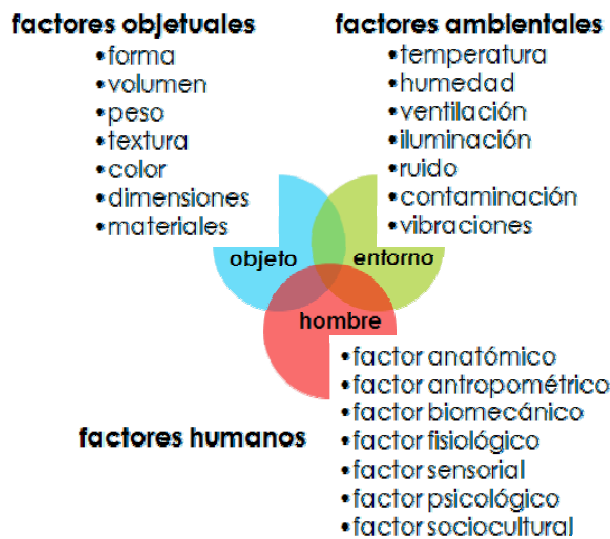 factores objetuales
•forma
•volumen
•peso
•textura
•color
•dimensiones
•materiales
factores ambientales
•temperatura
•humedad
•ventilación
•iluminación
•ruido
•contaminación
•vibraciones
objeto
entorno
hombre
factores humanos
•factor anatómico
•factor antropométrico
•factor biomecánico
•factor fisiológico
•factor sensorial
•factor psicológico
•factor sociocultural